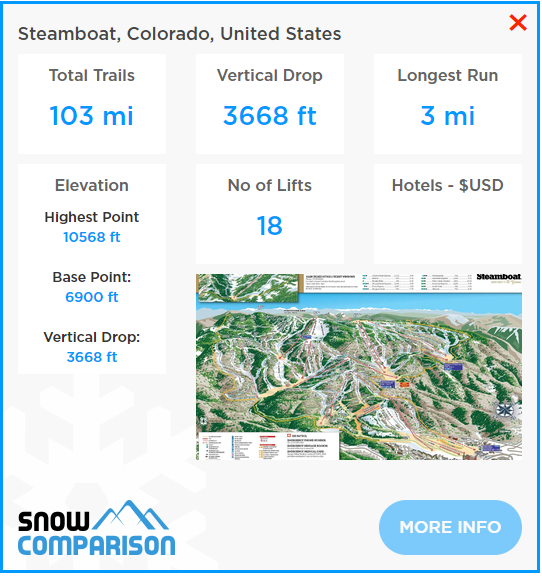 Steamboat, Colorado, United States
Total Trails
103 mi
Vertical Drop
3668 ft
Longest Run
3 mi
Elevation
Highest Point
10568 ft
Base Point:
6900 ft
Vertical Drop:
3668 ft
No of Lifts
18
Hotels - $USD
Steamboat
SNOW
COMPARISON
MORE INFO